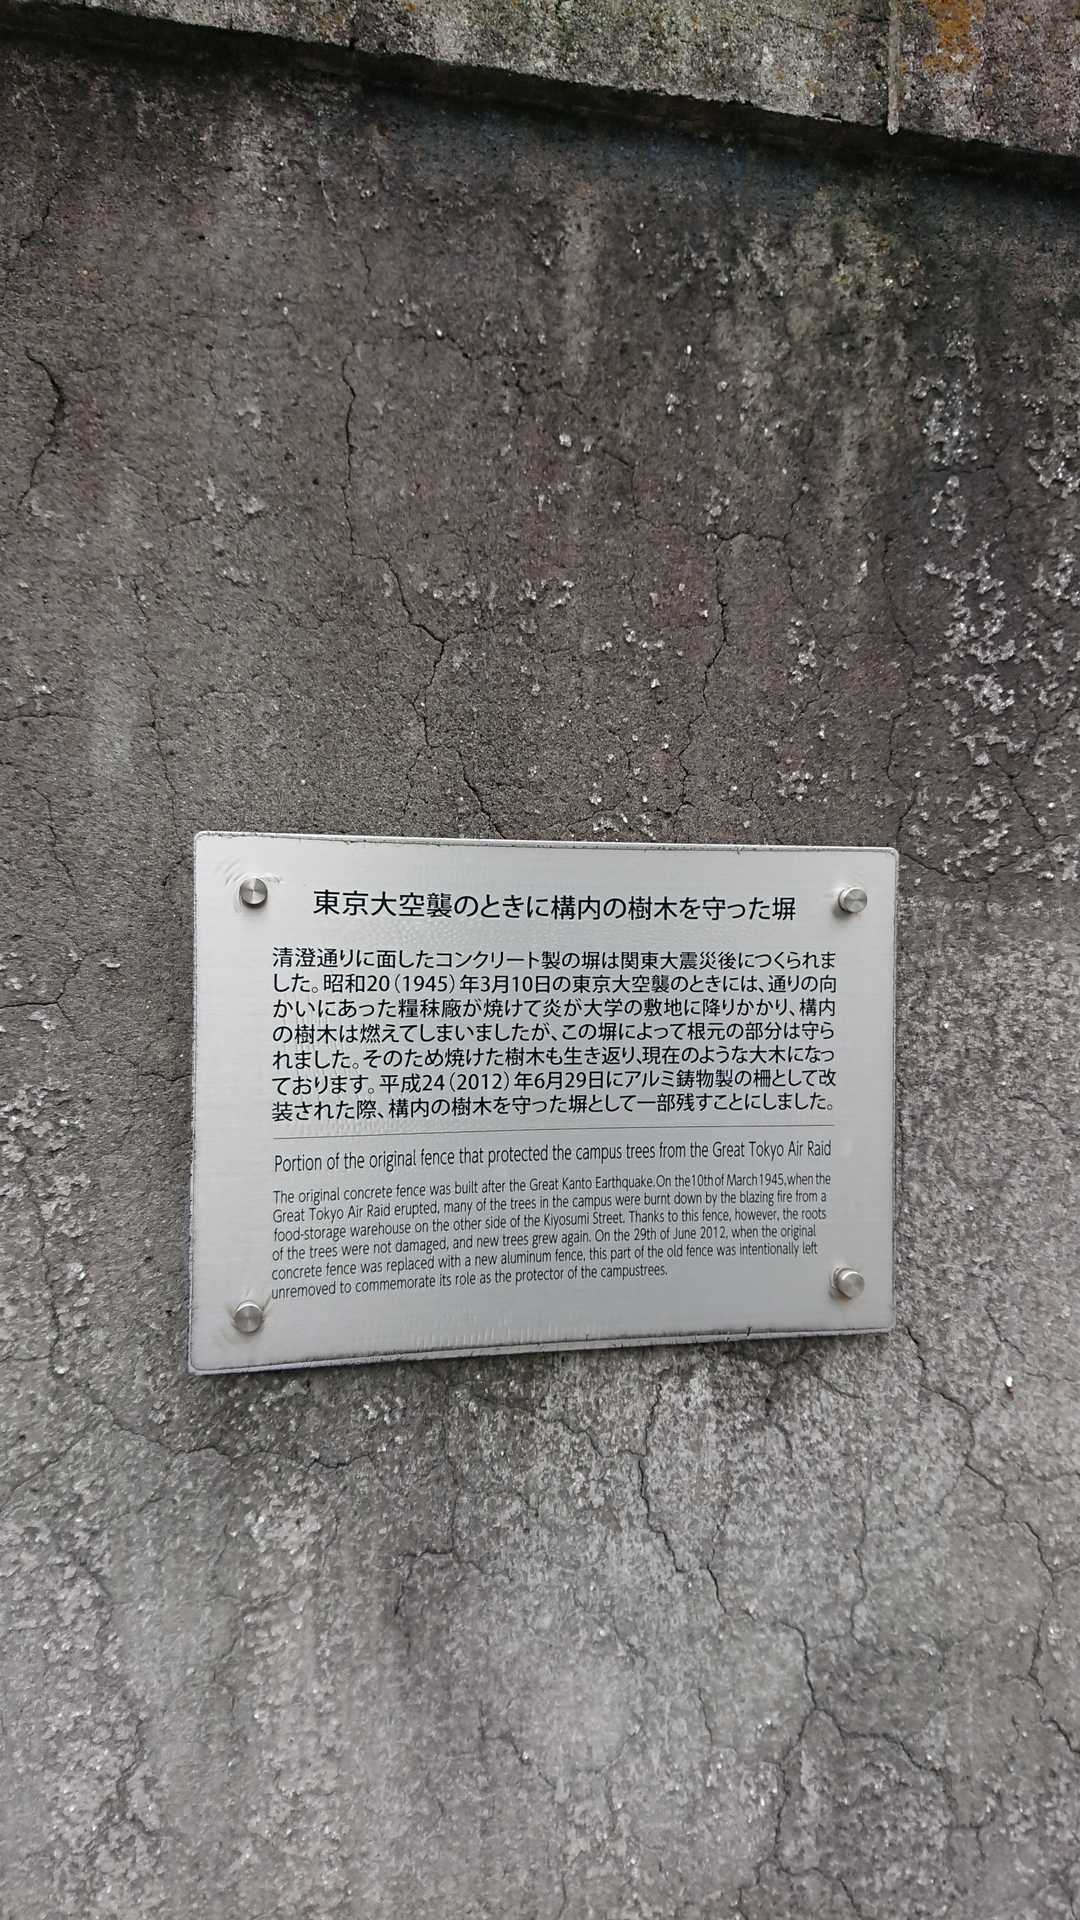 東京大空襲のときに構内の樹木を守った塀
清澄通りに面したコンクリート製の塀は関東大震災後につくられま
した。昭和20（1945）年3月10日の東京大空襲のときには、通りの向
かいにあった糧秣廠が焼けて炎が大学の敷地に降りかかり、構内
の樹木は燃えてしまいましたが、この塀によって根元の部分は守ら
れました。そのため焼けた樹木も生き返り、現在のような大木になっ
ております。平成24（2012）年6月29日にアルミ鋳物製の柵として改
装された際、構内の樹木を守った塀として一部残すことにしました。
Portion of the original fence that protected the campus trees from the Great Tokyo Air Raid
The original concrete fence was built after the Great Kanto Earthquake.On the10thof March1945,when the
Great Tokyo Air Raid erupted, many of the trees in the campus were burnt down by the blazing fire from a
food-storage warehouse on the other side of the Kiyosumi Street. Thanks to this fence, however, the roots
of the trees were not damaged, and new trees grew again. On the 29th of June 2012, when the original
concrete fence was replaced with a new aluminum fence, this part of the old fence was intentionally left
unremoved to commemorate its role as the protector of the campustrees.